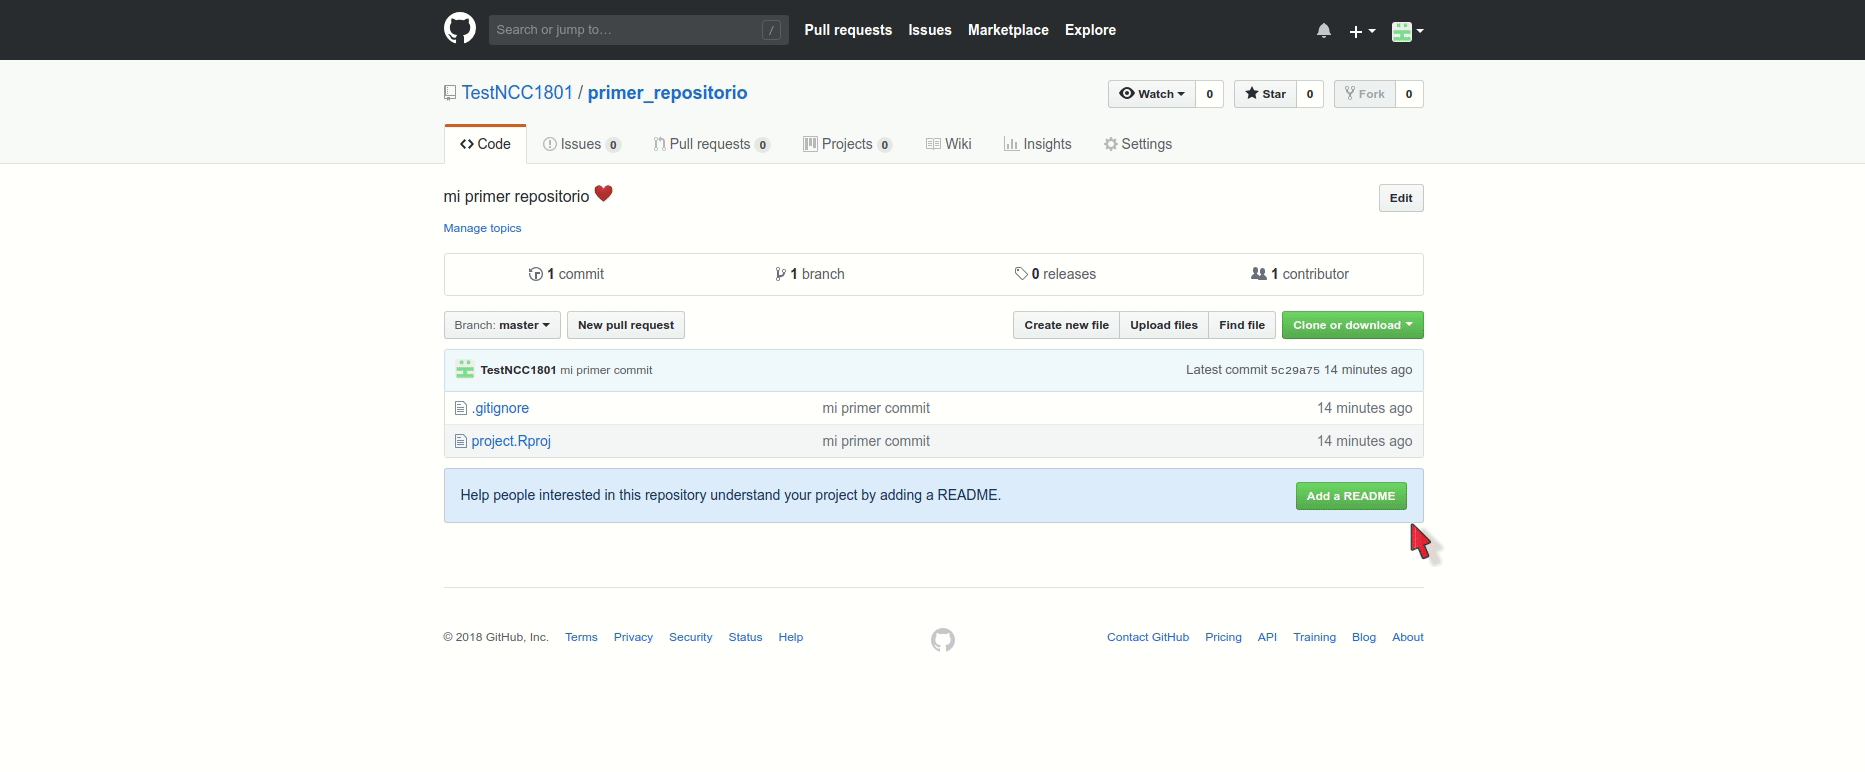 Search or jump to… / Pull requests Issues Marketplace Explore
TestNCC1801 / primer_repositorio Watch 0 Star 0 Fork 0
Code Issues 0 Pull requests 0 Projects 0 Wiki Insights Settings
mi primer repositorio Edit
Manage topics
1 commit 1 branch 0 releases 1 contributor
Branch: master New pull request Create new file Upload files Find file Clone or download
TestNCC1801 mi primer commit Latest commit 5c29a75 14 minutes ago
.gitignore mi primer commit 14 minutes ago
project.Rproj mi primer commit 14 minutes ago
Help people interested in this repository understand your project by adding a README. Add a README
© 2018 GitHub, Inc. Terms Privacy Security Status Help Contact GitHub Pricing API Training Blog About